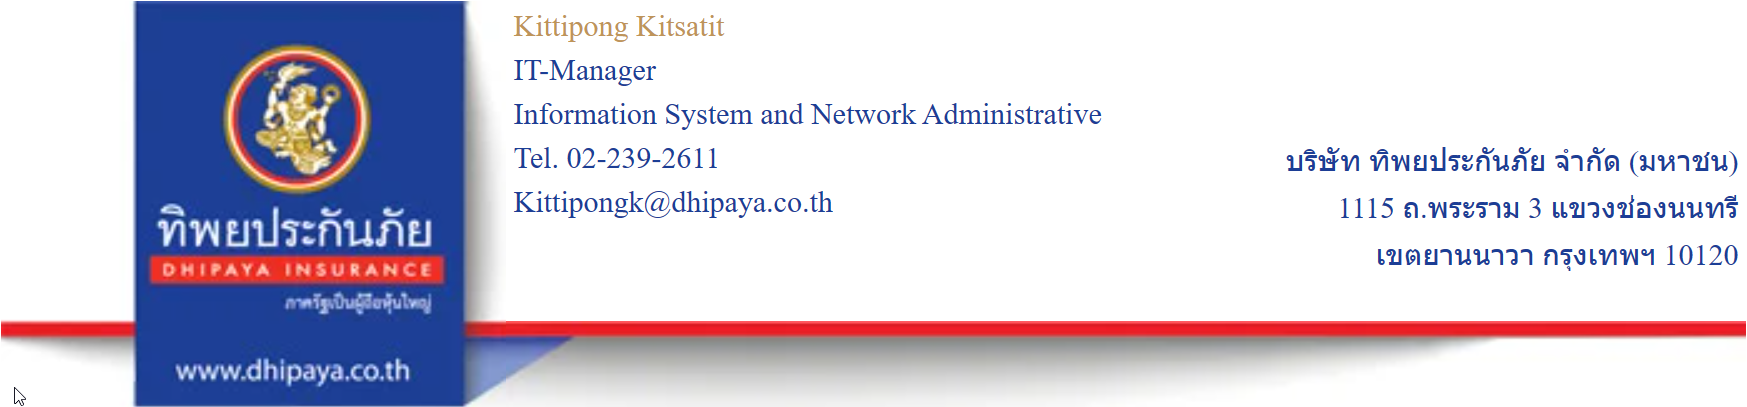 Kittipong Kitsatit
IT-Manager
Information System and Network Administrative
Tel. 02-239-2611
Kittipongk@dhipaya.co.th
บริษัท ทิพยประกันภัย จำกัด (มหาชน)
1115 ถ.พระราม 3 แขวงช่องนนทรี
เขตยานนาวา กรุงเทพฯ 10120
ทิพยประกันภัย
DHIPAYA INSURANCE
ภาครัฐเป็นผู้ถือหุ้นใหญ่
www.dhipaya.co.th